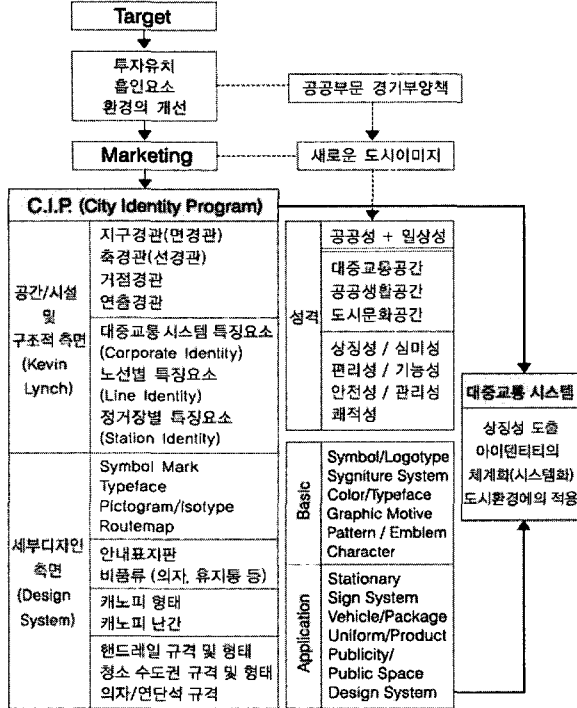 Target
투자유치
흡인요소
환경의 개선
공공부문 경기부양책
Marketing
새로운 도시이미지
C.I.P. (City Identity Program)
공간/시설
및
구조적 측면
(Kevin
Lynch)
지구경관(면경관)
축경관(선경관)
거점경관
연출경관
대중교통 시스템 특징요소
(Corporate Identity)
노선별 특징요소
(Line Identity)
정거장별 특징요소
(Station Identity)
세부디자인
측면
(Design
System)
Symbol Mark
Typeface
Pictogram/Isotype
Routemap
안내표지판
비품류 (의자, 휴지통 등)
캐노피 형태
캐노피 난간
핸드레일 규격 및 형태
청소 수도권 규격 및 형태
의자/연단석 규격
성격
공공성 + 일상성
대중교통공간
공공생활공간
도시문화공간
상징성 / 심미성
편리성 / 기능성
안전성 / 관리성
쾌적성
Basic
Symbol/Logotype
Sygniture System
Color/Typeface
Graphic Motive
Pattern / Emblem
Character
Application
Stationary
Sign System
Vehicle/Package
Uniform/Product
Publicity/
Public Space
Design System
대중교통 시스템
상징성 도출
아이덴티티의
체계화(시스템화)
도시환경에의 적용